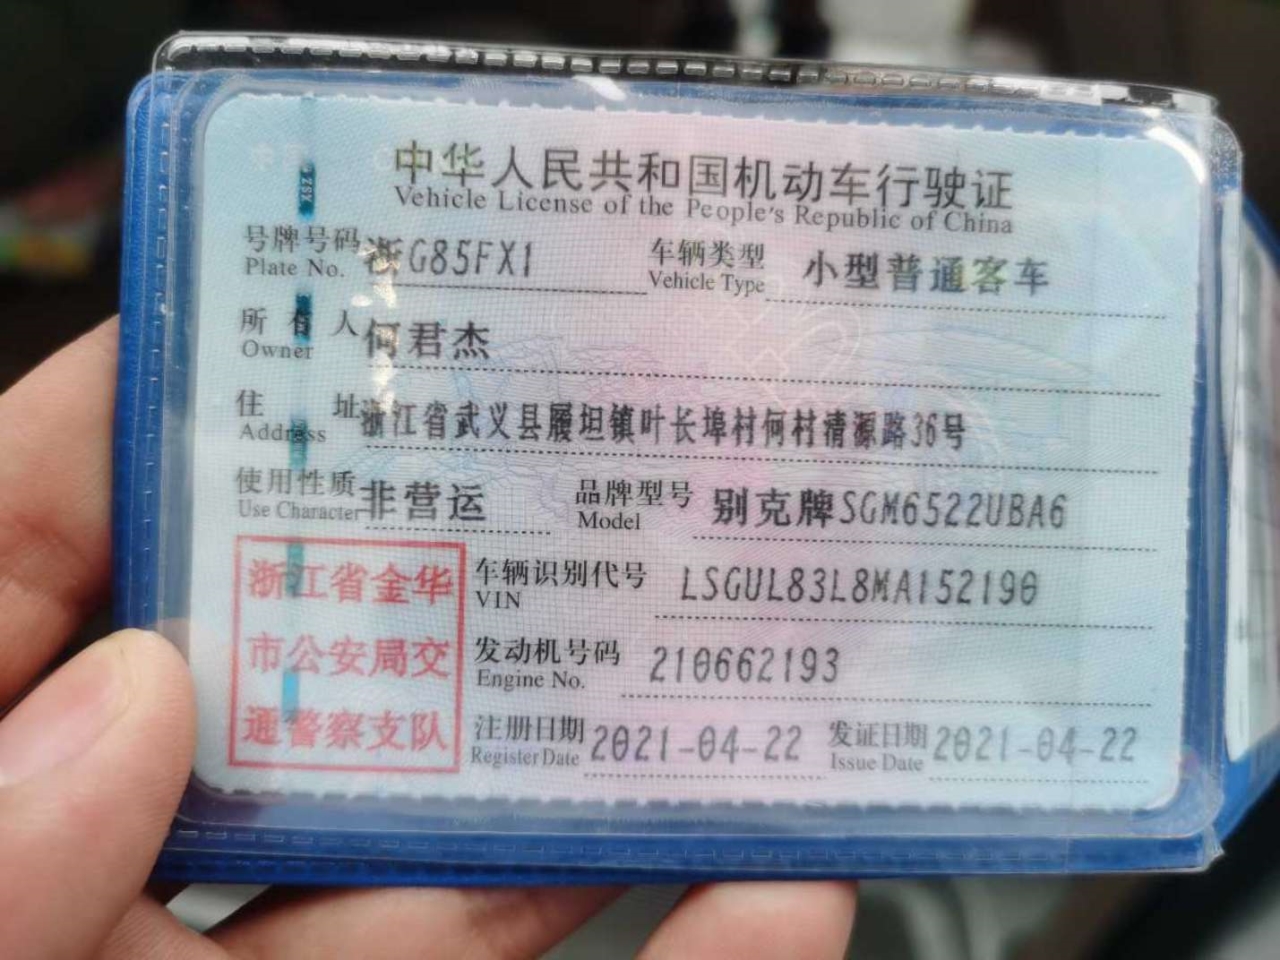 中华人民共和国机动车行驶证
Vehicle License of the People's Republic of China
号牌号码 浙G85FX1 车辆类型 小型普通客车
Plate No. Vehicle Type
所有人 何君杰
Owner
住址 浙江省武义县履坦镇叶长埠村何村清源路36号
Address
使用性质 非营运 品牌型号 别克牌SGM6522UBA6
Use Character Model
浙江省金华
市公安局交
通警察支队
车辆识别代号 LSGUL83L8MA152190
VIN
发动机号码 210662193
Engine No.
注册日期 2021-04-22 发证日期 2021-04-22
Register Date Issue Date